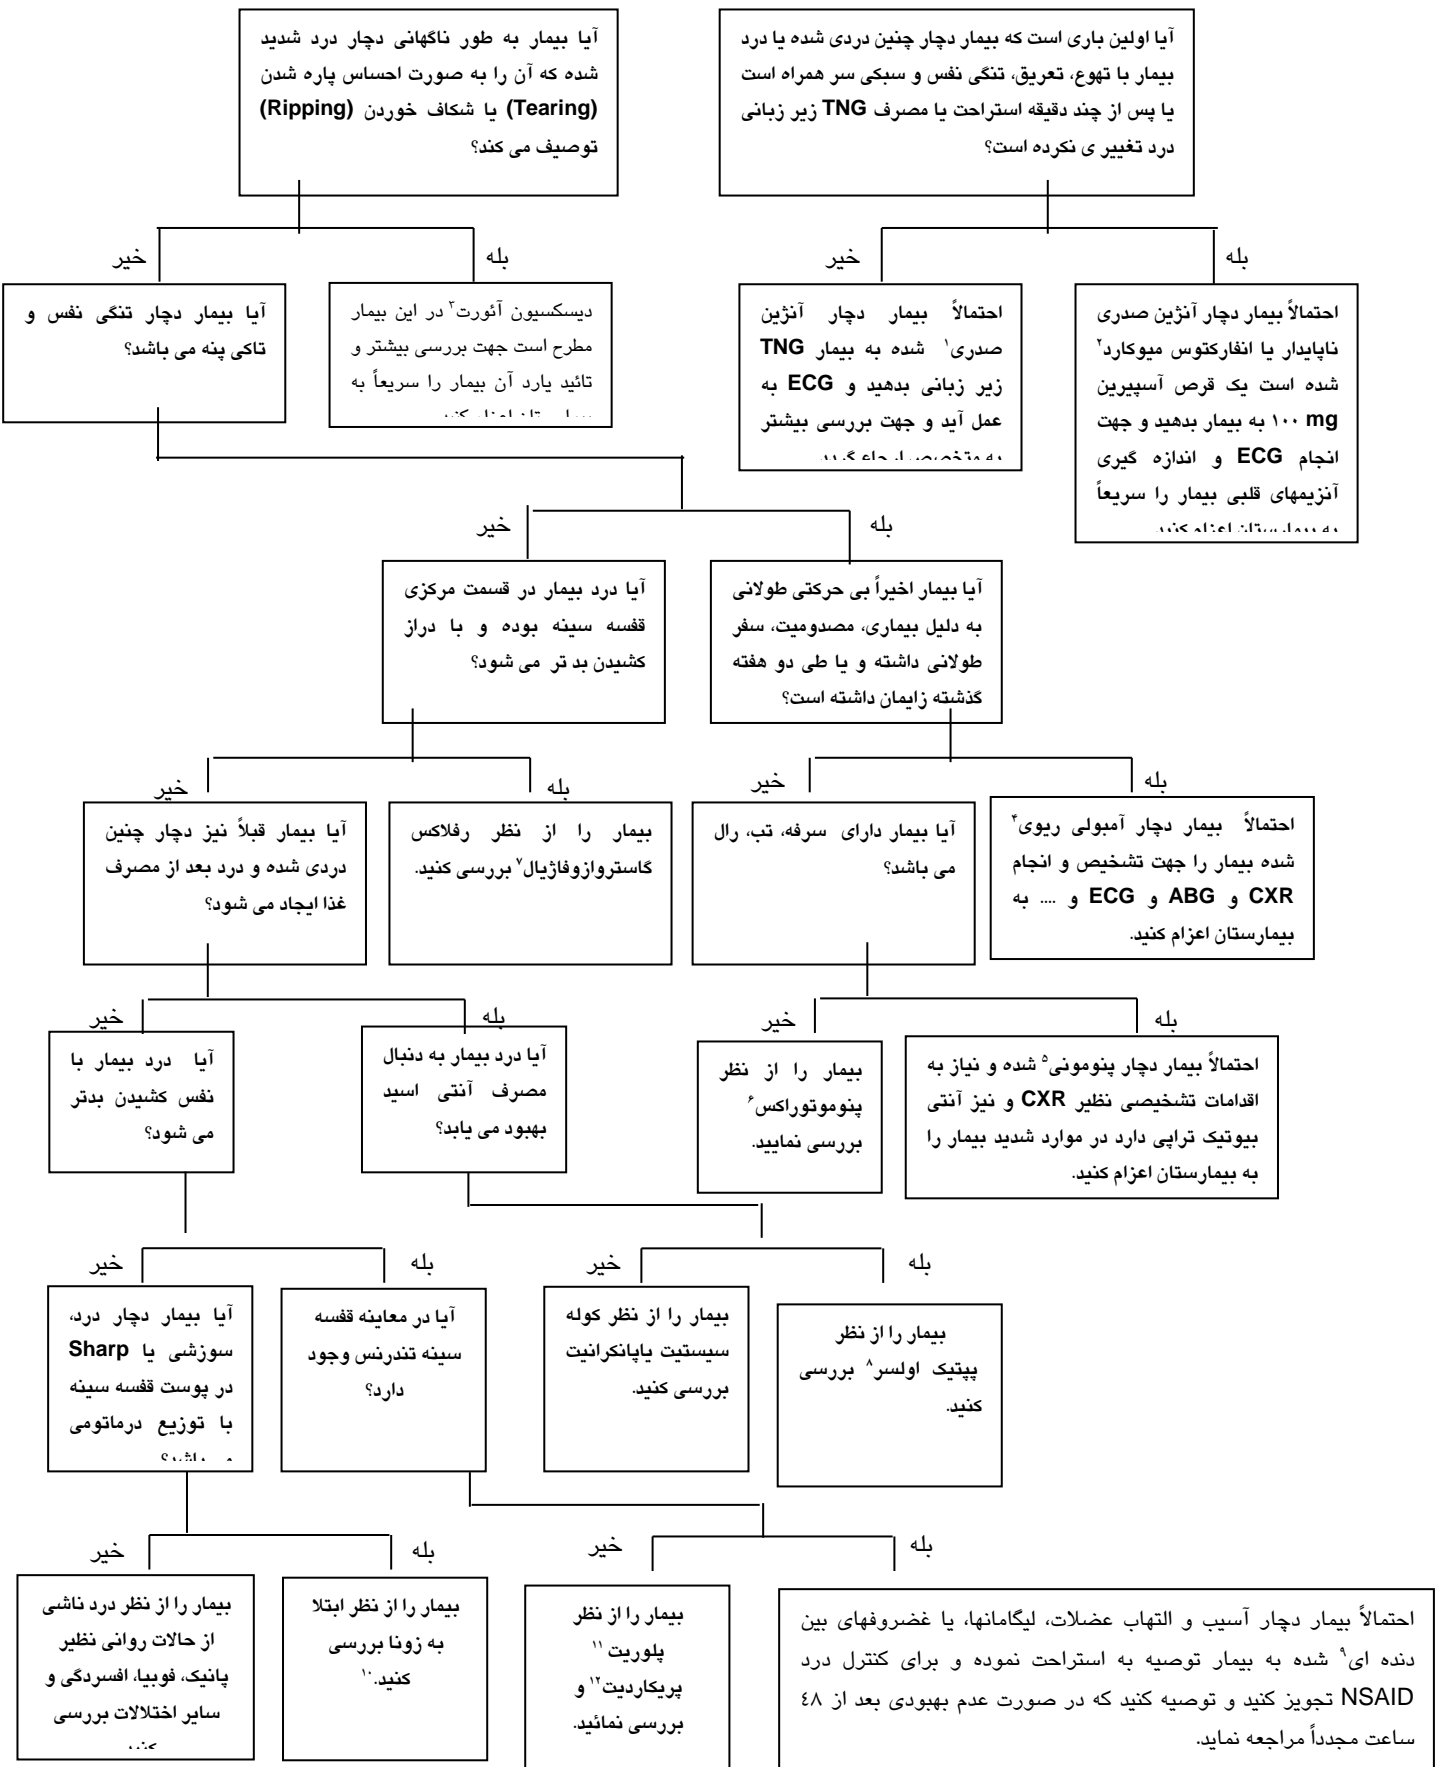 آیا اولین باری است که بیمار دچار چنین دردی شده یا درد
بیمار با تهوع، تعریق، تنگی نفس و سبکی سر همراه است
یا پس از چند دقیقه استراحت یا مصرف TNG زیر زبانی
درد تغییر ی نکرده است؟
آیا بیمار به طور ناگهانی دچار درد شدید
شده که آن را به صورت احساس پاره شدن
(Tearing) یا شکاف خوردن (Ripping)
توصیف می کند؟
بله
خیر
بله
خیر
احتمالاً بیمار دچار آنژین صدری
ناپایدار یا انفارکتوس میوکارد۲
شده است یک قرص آسپیرین
۱۰۰ mg به بیمار بدهید و جهت
انجام ECG و اندازه گیری
آنزیمهای قلبی بیمار را سریعاً
به بیمارستان اعزام کنید
احتمالاً بیمار دچار آنژین
صدری۱ شده به بیمار TNG
زیر زبانی بدهید و ECG به
عمل آید و جهت بررسی بیشتر
به متخصص ارجاع گردد
دیسکسیون آئورت۳ در این بیمار
مطرح است جهت بررسی بیشتر و
تائید یارد آن بیمار را سریعاً به
بیمارستان اعزام کنید
آیا بیمار دچار تنگی نفس و
تاکی پنه می باشد؟
بله
خیر
آیا بیمار اخیراً بی حرکتی طولانی
به دلیل بیماری، مصدومیت، سفر
طولانی داشته و یا طی دو هفته
گذشته زایمان داشته است؟
آیا درد بیمار در قسمت مرکزی
قفسه سینه بوده و با دراز
کشیدن بد تر می شود؟
بله
خیر
بله
خیر
احتمالاً بیمار دچار آمبولی ریوی۴
شده بیمار را جهت تشخیص و انجام
CXR و ABG و ECG و .... به
بیمارستان اعزام کنید.
آیا بیمار دارای سرفه، تب، رال
می باشد؟
بیمار را از نظر رفلاکس
گاستروازوفاژیال۷ بررسی کنید.
آیا بیمار قبلاً نیز دچار چنین
دردی شده و درد بعد از مصرف
غذا ایجاد می شود؟
بله
خیر
بله
خیر
احتمالاً بیمار دچار پنومونی۵ شده و نیاز به
اقدامات تشخیصی نظیر CXR و نیز آنتی
بیوتیک تراپی دارد در موارد شدید بیمار را
به بیمارستان اعزام کنید.
بیمار را از نظر
پنوموتوراکس۶
بررسی نمایید.
آیا درد بیمار به دنبال
مصرف آنتی اسید
بهبود می یابد؟
آیا درد بیمار با
نفس کشیدن بدتر
می شود؟
بله
خیر
بله
خیر
بیمار را از نظر
پپتیک اولسر۸ بررسی
کنید.
بیمار را از نظر کوله
سیستیت یاپانکرانیت
بررسی کنید.
آیا در معاینه قفسه
سینه تندرنس وجود
دارد؟
آیا بیمار دچار درد،
سوزشی یا Sharp
در پوست قفسه سینه
با توزیع درماتومی
می باشد؟
بله
خیر
بله
خیر
احتمالاً بیمار دچار آسیب و التهاب عضلات، لیگامانها، یا غضروفهای بین
دنده ای۹ شده به بیمار توصیه به استراحت نموده و برای کنترل درد
NSAID تجویز کنید و توصیه کنید که در صورت عدم بهبودی بعد از ٤٨
ساعت مجدداً مراجعه نماید.
بیمار را از نظر
پلوریت ۱۱
پریکاردیت۱۲ و
بررسی نمائید.
بیمار را از نظر ابتلا
به زونا بررسی
کنید.۱۰
بیمار را از نظر درد ناشی
از حالات روانی نظیر
پانیک، فوبیا، افسردگی و
سایر اختلالات بررسی
کنید